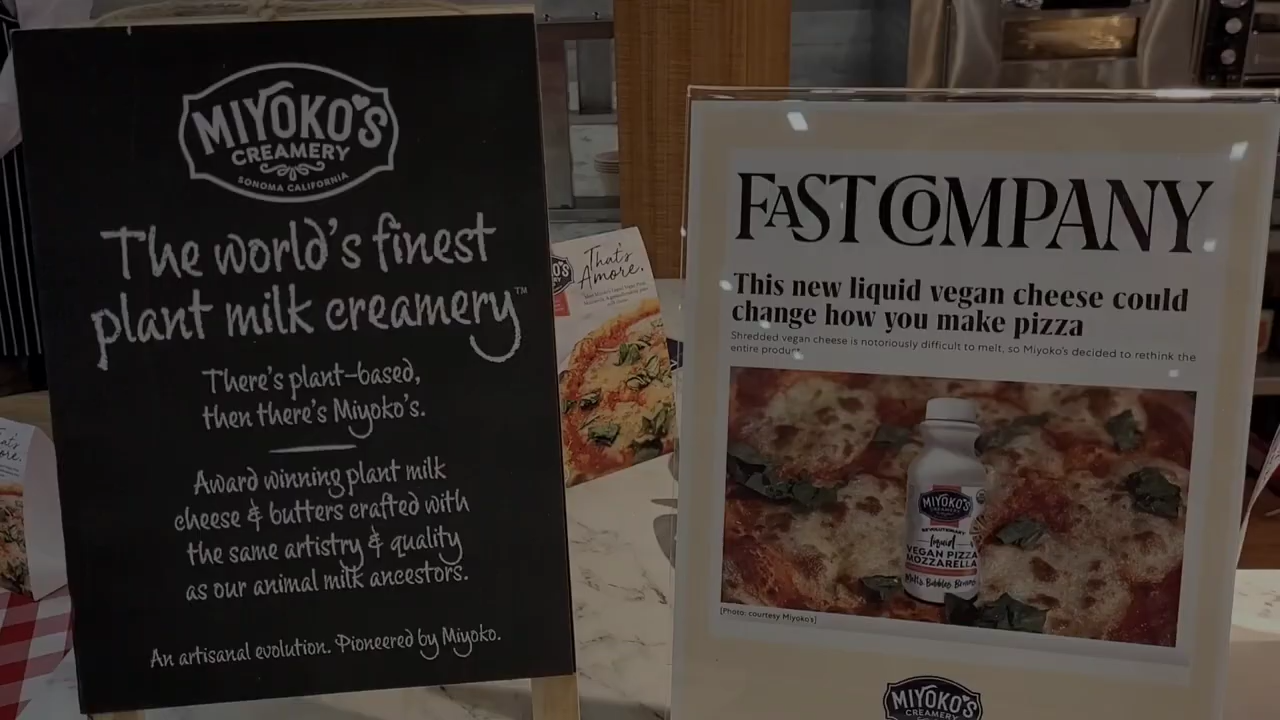 MIYOKO'S
CREAMERY
SONOMA CALIFORNIA
The world's finest
plant milk creamery™
There's plant-based,
then there's Miyoko's.
Award winning plant milk
cheese & butters crafted with
the same artistry & quality
as our animal milk ancestors.
An artisanal evolution. Pioneered by Miyoko.
That's
Amore.
FAST COMPANY
This new liquid vegan cheese could
change how you make pizza
Shredded vegan cheese is notoriously difficult to melt, so Miyoko's decided to rethink the
entire product.
MIYOKO'S
CREAMERY
REVOLUTIONARY
liquid
VEGAN PIZZA
MOZZARELLA
Melts Bubbles Browns
[Photo: courtesy Miyoko's]
MIYOKO'S
CREAMERY